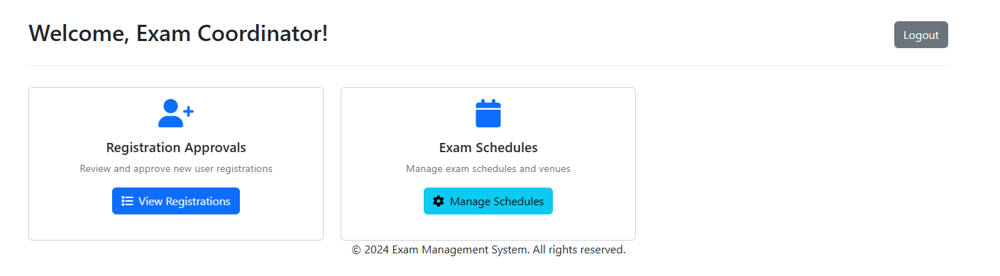 Welcome, Exam Coordinator!
Logout
Registration Approvals
Review and approve new user registrations
View Registrations
Exam Schedules
Manage exam schedules and venues
Manage Schedules
© 2024 Exam Management System. All rights reserved.